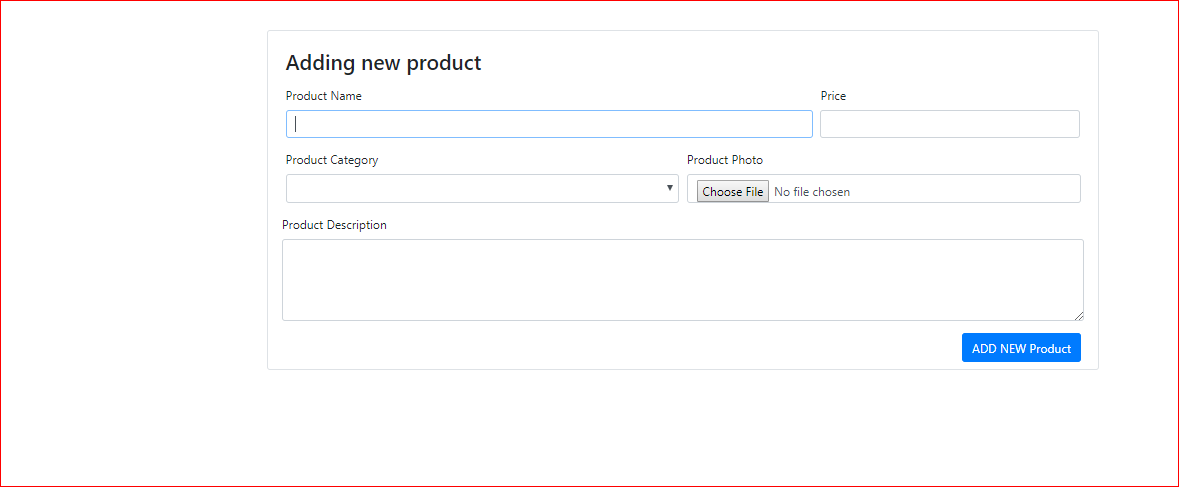 Adding new product
Product Name Price
Product Category Product Photo
Choose File No file chosen
Product Description
ADD NEW Product